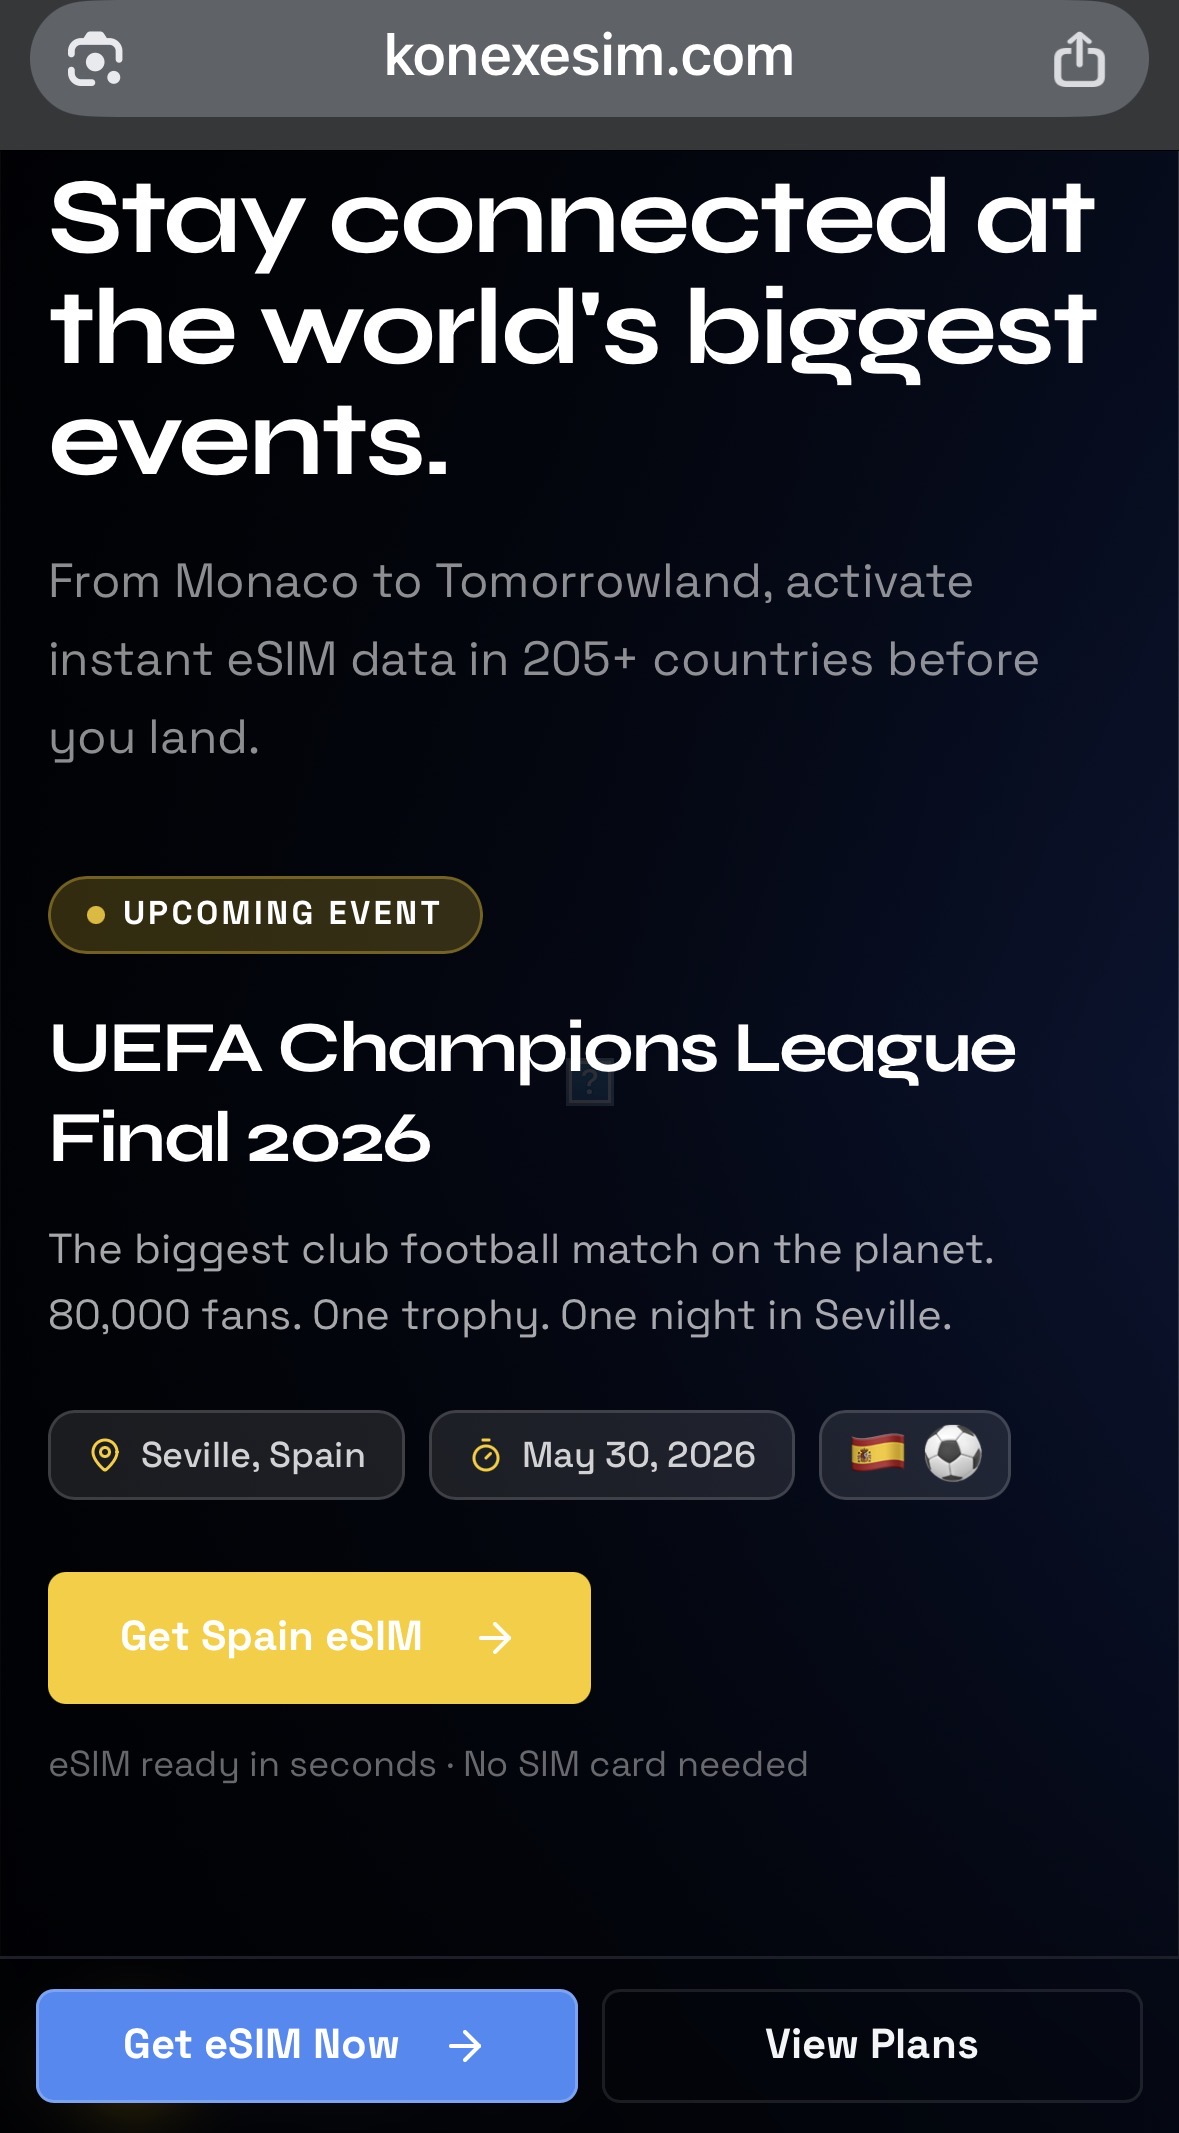 konexesim.com
Stay connected at
the world's biggest
events.
From Monaco to Tomorrowland, activate
instant eSIM data in 205+ countries before
you land.
UPCOMING EVENT
UEFA Champions League
?
Final 2026
The biggest club football match on the planet.
80,000 fans. One trophy. One night in Seville.
Seville, Spain
May 30, 2026
Get Spain eSIM →
eSIM ready in seconds · No SIM card needed
Get eSIM Now →
View Plans